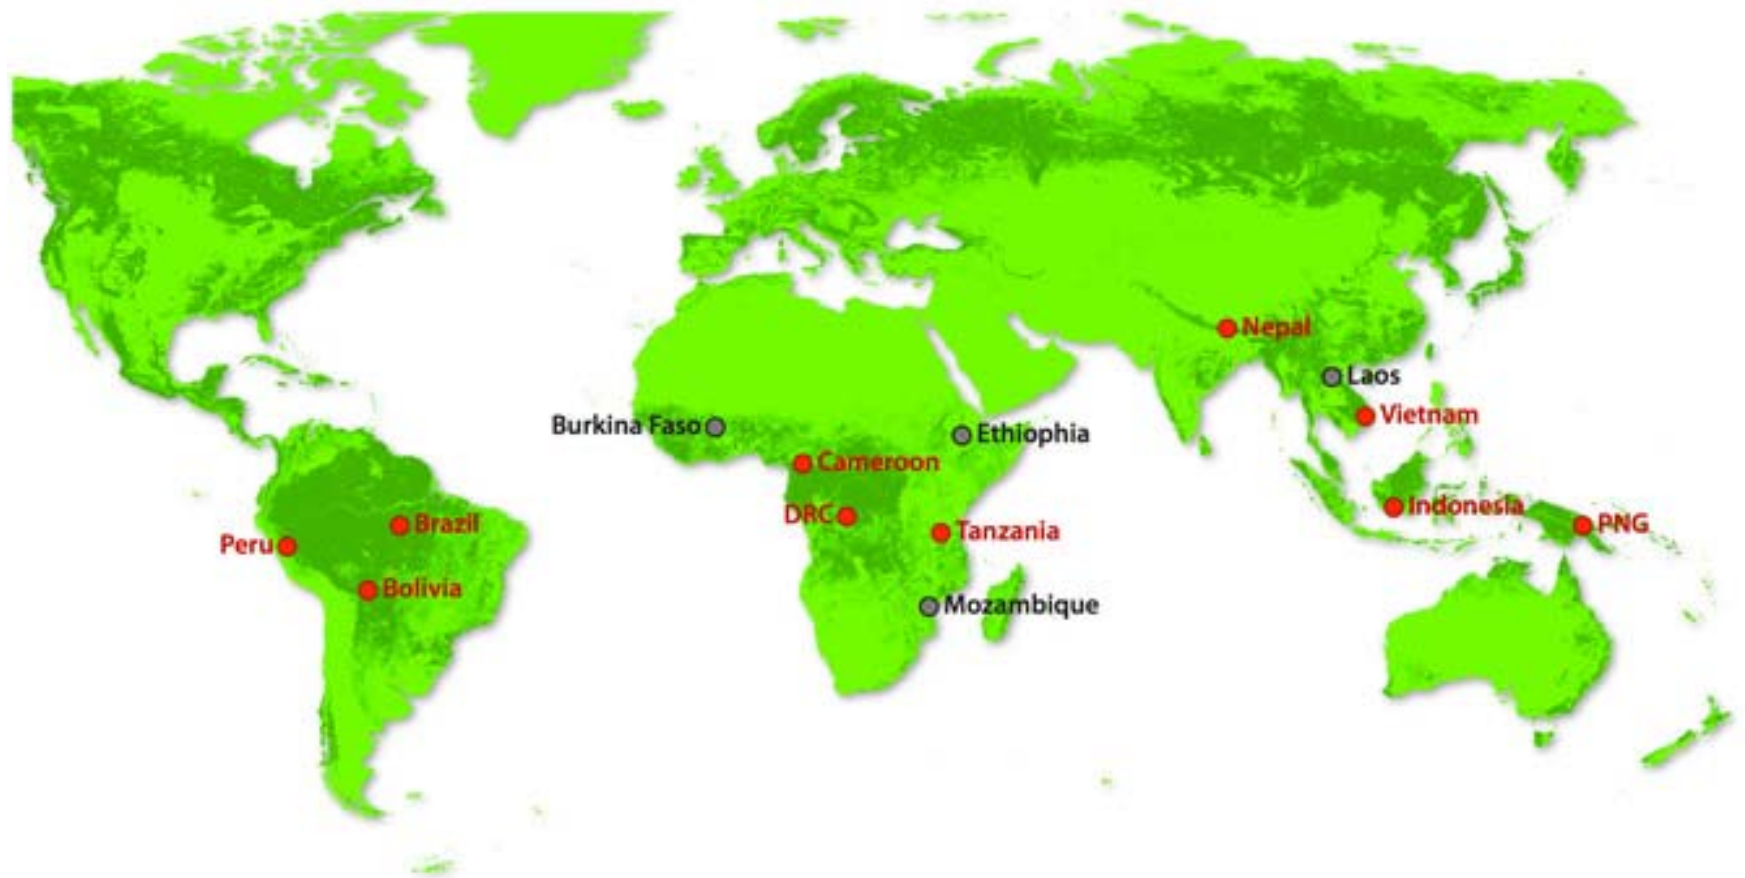 Nepal
Laos
Vietnam
Burkina Faso
Ethiophia
Cameroon
Indonesia
DRC
PNG
Brazil
Tanzania
Peru
Bolivia
Mozambique